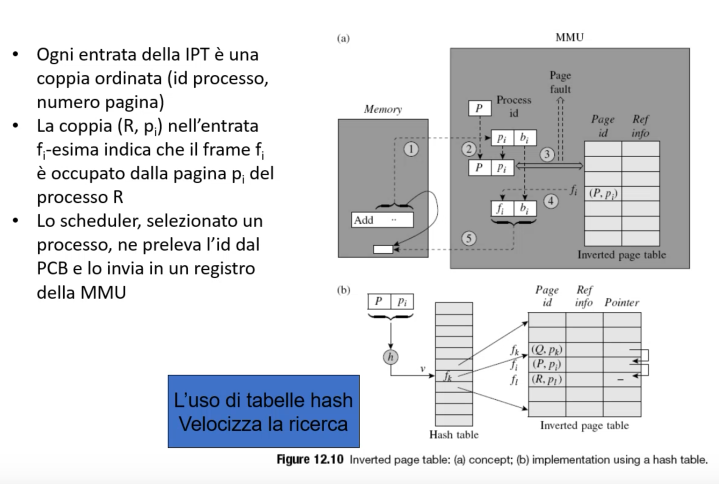 • Ogni entrata della IPT è una
coppia ordinata (id processo,
numero pagina)
• La coppia (R, pi) nell'entrata
fi-esima indica che il frame fi
è occupato dalla pagina pi del
processo R
• Lo scheduler, selezionato un
processo, ne preleva l'id dal
PCB e lo invia in un registro
della MMU
L'uso di tabelle hash
Velocizza la ricerca
(a)
MMU
Memory
Page
fault
P
Process
id
pi bi
1
2
3
P pi
Page
id
Ref
info
fi
(P, pi)
4
fi bi
Add ..
5
Inverted page table
(b)
P pi
h
v
fk
Hash table
Page
id
Ref
info
Pointer
fk (Q, pk)
fi (P, pi)
fl (R, pl) –
Inverted page table
Figure 12.10 Inverted page table: (a) concept; (b) implementation using a hash table.